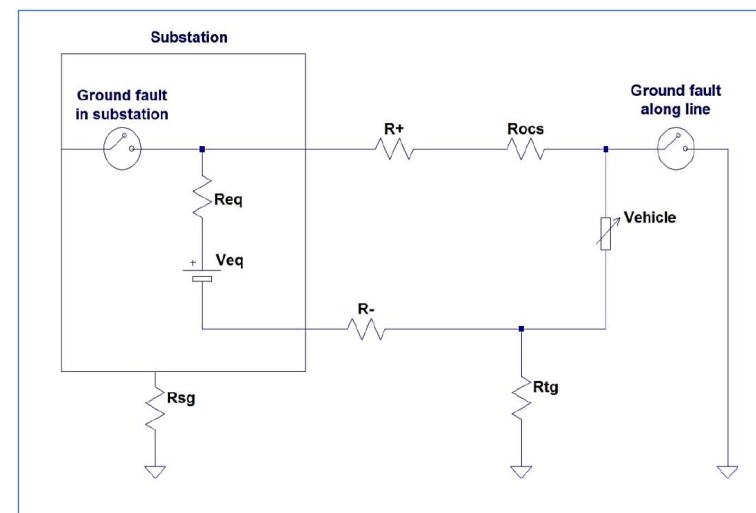 Substation
Ground fault
in substation
Ground fault
along line
R+
Rocs
Req
Vehicle
+
Veq
R-
Rsg
Rtg